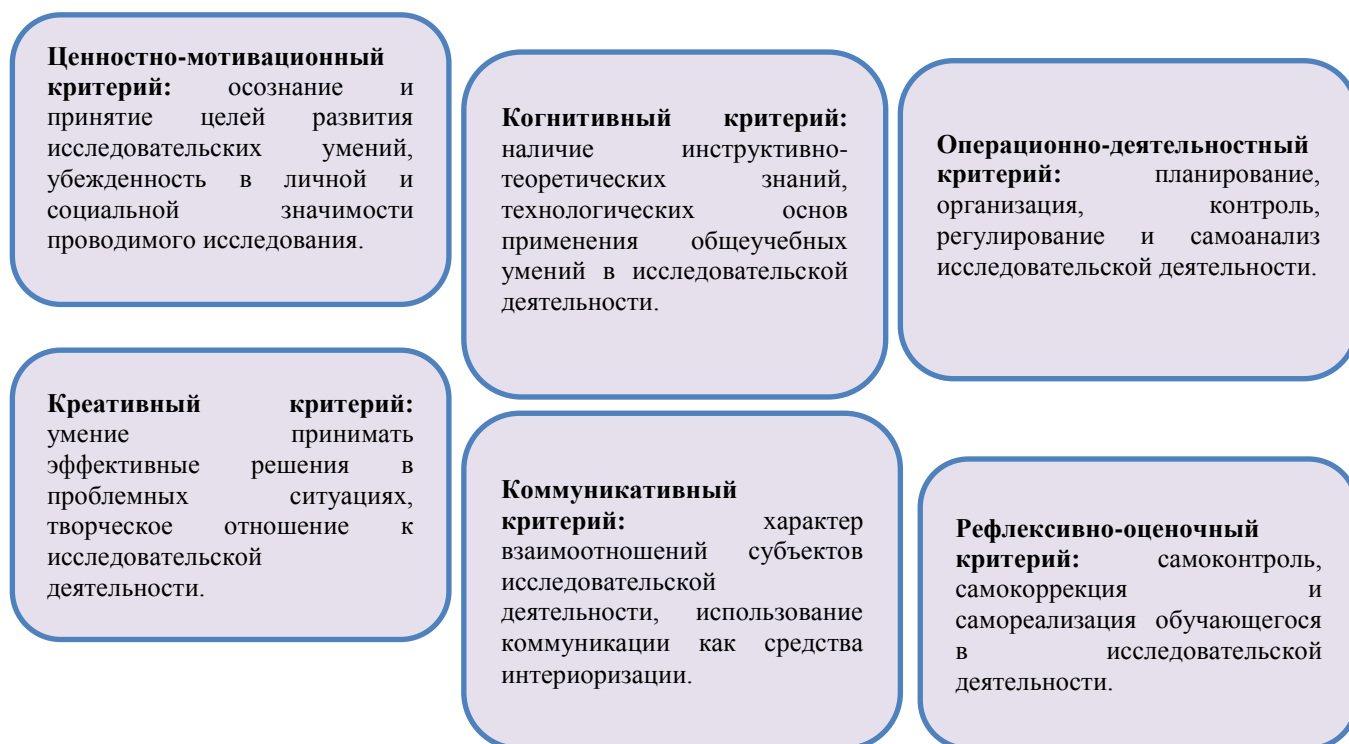 Ценностно-мотивационный
критерий: осознание и
принятие целей развития
исследовательских умений,
убежденность в личной и
социальной значимости
проводимого исследования.
Когнитивный критерий:
наличие инструктивно-
теоретических знаний,
технологических основ
применения общеучебных
умений в исследовательской
деятельности.
Операционно-деятельностный
критерий: планирование,
организация, контроль,
регулирование и самоанализ
исследовательской деятельности.
Креативный критерий:
умение принимать
эффективные решения в
проблемных ситуациях,
творческое отношение к
исследовательской
деятельности.
Коммуникативный
критерий: характер
взаимоотношений субъектов
исследовательской
деятельности, использование
коммуникации как средства
интериоризации.
Рефлексивно-оценочный
критерий: самоконтроль,
самокоррекция и
самореализация обучающегося
в исследовательской
деятельности.